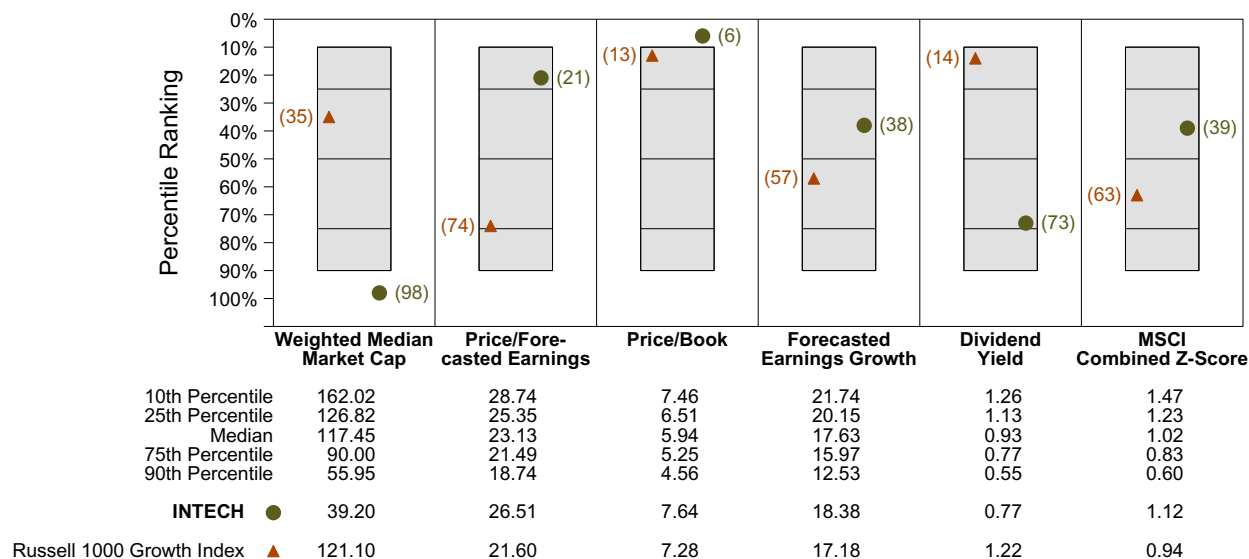 Percentile Ranking
0%
10%
20%
30%
40%
50%
60%
70%
80%
90%
100%
(35)
(98)
(21)
(74)
(6)
(13)
(38)
(57)
(14)
(73)
(39)
(63)
Weighted Median
Market Cap
Price/Fore-
casted Earnings
Price/Book
Forecasted
Earnings Growth
Dividend
Yield
MSCI
Combined Z-Score
10th Percentile 162.02 28.74 7.46 21.74 1.26 1.47
25th Percentile 126.82 25.35 6.51 20.15 1.13 1.23
Median 117.45 23.13 5.94 17.63 0.93 1.02
75th Percentile 90.00 21.49 5.25 15.97 0.77 0.83
90th Percentile 55.95 18.74 4.56 12.53 0.55 0.60
INTECH 39.20 26.51 7.64 18.38 0.77 1.12
Russell 1000 Growth Index 121.10 21.60 7.28 17.18 1.22 0.94